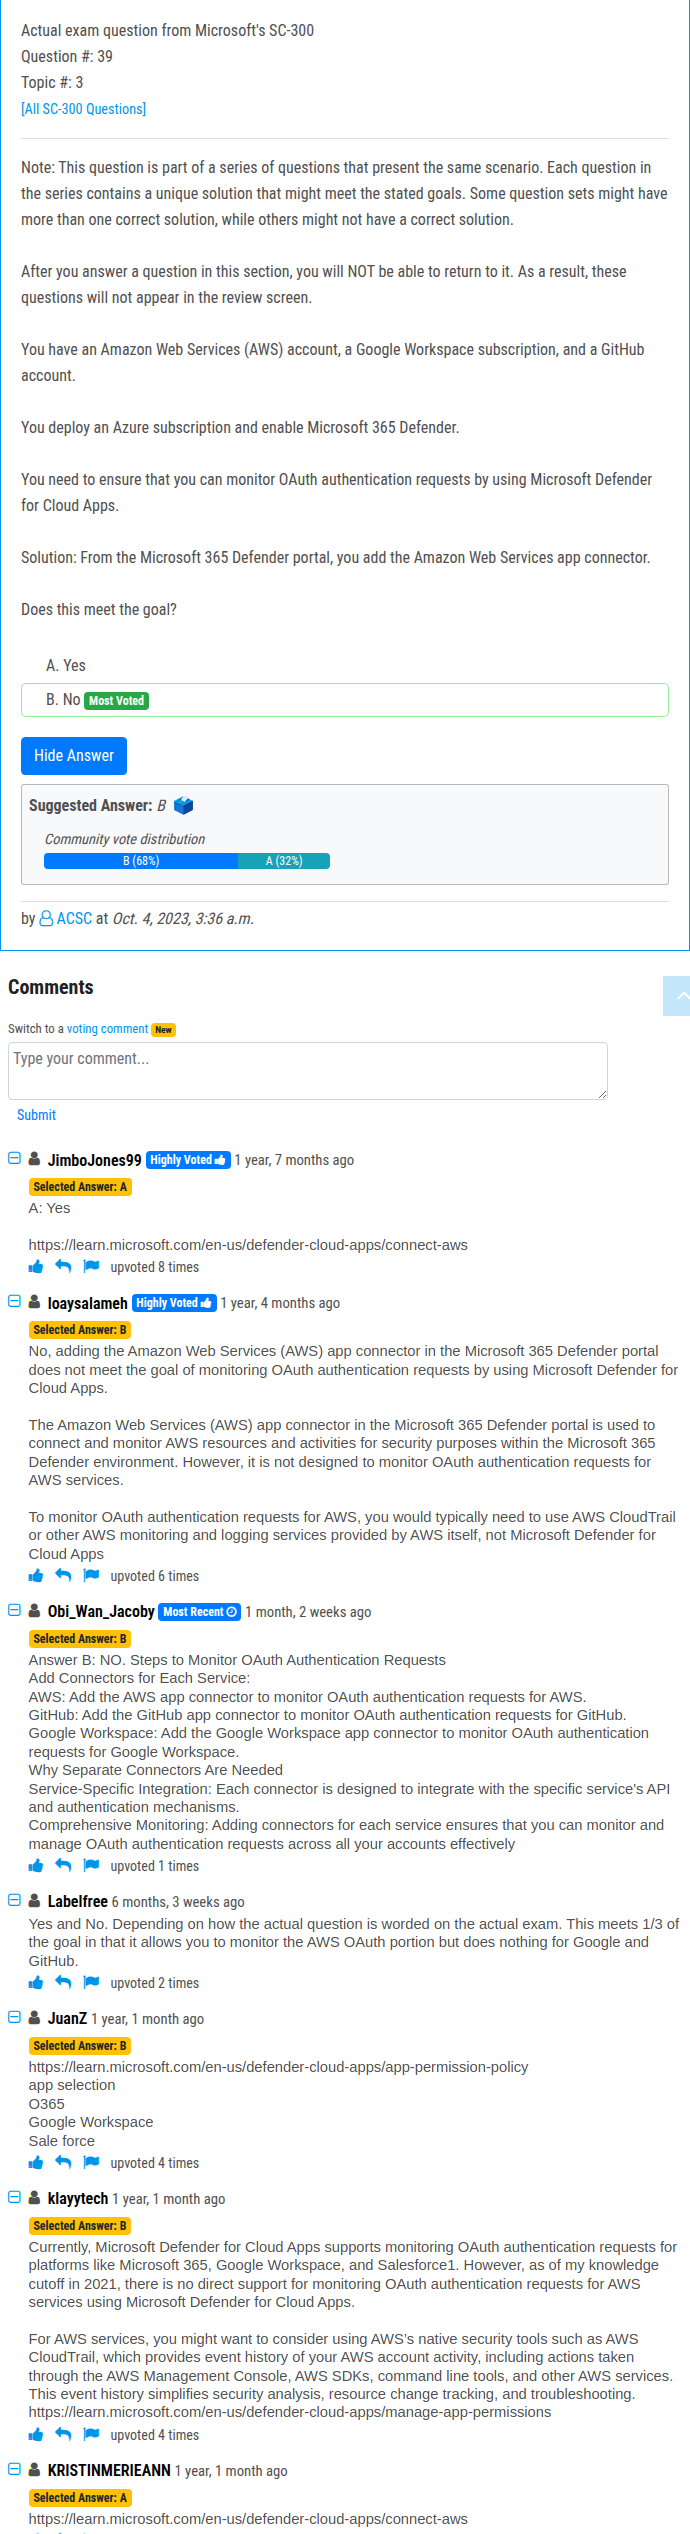 Actual exam question from Microsoft's SC-300
Question #: 39
Topic #: 3
[All SC-300 Questions]
Note: This question is part of a series of questions that present the same scenario. Each question in
the series contains a unique solution that might meet the stated goals. Some question sets might have
more than one correct solution, while others might not have a correct solution.
After you answer a question in this section, you will NOT be able to return to it. As a result, these
questions will not appear in the review screen.
You have an Amazon Web Services (AWS) account, a Google Workspace subscription, and a GitHub
account.
You deploy an Azure subscription and enable Microsoft 365 Defender.
You need to ensure that you can monitor OAuth authentication requests by using Microsoft Defender
for Cloud Apps.
Solution: From the Microsoft 365 Defender portal, you add the Amazon Web Services app connector.
Does this meet the goal?
A. Yes
B. No Most Voted
Hide Answer
Suggested Answer: B
Community vote distribution
B (68%) A (32%)
by ACSC at Oct. 4, 2023, 3:36 a.m.
Comments
Switch to a voting comment New
Type your comment...
Submit
JimboJones99 Highly Voted 1 year, 7 months ago
Selected Answer: A
A: Yes
https://learn.microsoft.com/en-us/defender-cloud-apps/connect-aws
upvoted 8 times
loaysalameh Highly Voted 1 year, 4 months ago
Selected Answer: B
No, adding the Amazon Web Services (AWS) app connector in the Microsoft 365 Defender portal
does not meet the goal of monitoring OAuth authentication requests by using Microsoft Defender for
Cloud Apps.
The Amazon Web Services (AWS) app connector in the Microsoft 365 Defender portal is used to
connect and monitor AWS resources and activities for security purposes within the Microsoft 365
Defender environment. However, it is not designed to monitor OAuth authentication requests for
AWS services.
To monitor OAuth authentication requests for AWS, you would typically need to use AWS CloudTrail
or other AWS monitoring and logging services provided by AWS itself, not Microsoft Defender for
Cloud Apps
upvoted 6 times
Obi_Wan_Jacoby Most Recent 1 month, 2 weeks ago
Selected Answer: B
Answer B: NO. Steps to Monitor OAuth Authentication Requests
Add Connectors for Each Service:
AWS: Add the AWS app connector to monitor OAuth authentication requests for AWS.
GitHub: Add the GitHub app connector to monitor OAuth authentication requests for GitHub.
Google Workspace: Add the Google Workspace app connector to monitor OAuth authentication
requests for Google Workspace.
Why Separate Connectors Are Needed
Service-Specific Integration: Each connector is designed to integrate with the specific service's API
and authentication mechanisms.
Comprehensive Monitoring: Adding connectors for each service ensures that you can monitor and
manage OAuth authentication requests across all your accounts effectively
upvoted 1 times
Labelfree 6 months, 3 weeks ago
Yes and No. Depending on how the actual question is worded on the actual exam. This meets 1/3 of
the goal in that it allows you to monitor the AWS OAuth portion but does nothing for Google and
GitHub.
upvoted 2 times
JuanZ 1 year, 1 month ago
Selected Answer: B
https://learn.microsoft.com/en-us/defender-cloud-apps/app-permission-policy
app selection
O365
Google Workspace
Sale force
upvoted 4 times
klayytech 1 year, 1 month ago
Selected Answer: B
Currently, Microsoft Defender for Cloud Apps supports monitoring OAuth authentication requests for
platforms like Microsoft 365, Google Workspace, and Salesforce1. However, as of my knowledge
cutoff in 2021, there is no direct support for monitoring OAuth authentication requests for AWS
services using Microsoft Defender for Cloud Apps.
For AWS services, you might want to consider using AWS's native security tools such as AWS
CloudTrail, which provides event history of your AWS account activity, including actions taken
through the AWS Management Console, AWS SDKs, command line tools, and other AWS services.
This event history simplifies security analysis, resource change tracking, and troubleshooting.
https://learn.microsoft.com/en-us/defender-cloud-apps/manage-app-permissions
upvoted 4 times
KRISTINMERIEANN 1 year, 1 month ago
Selected Answer: A
https://learn.microsoft.com/en-us/defender-cloud-apps/connect-aws